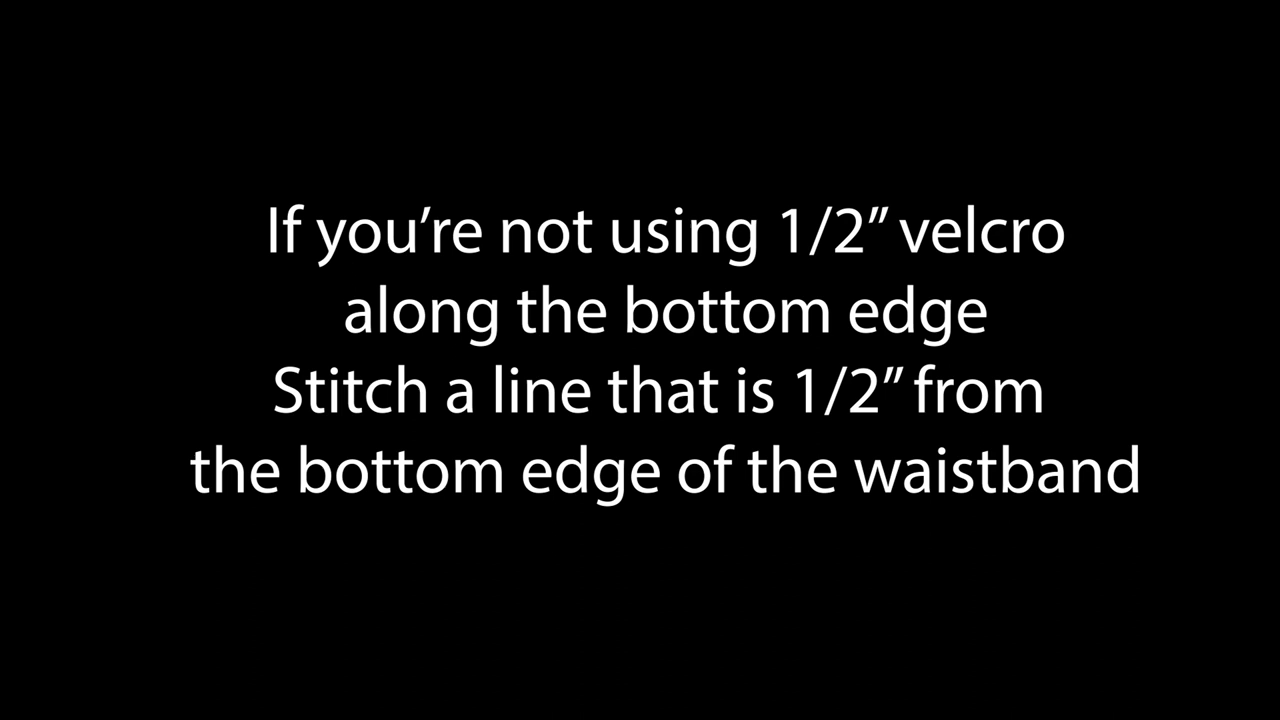 If you’re not using 1/2” velcro
along the bottom edge
Stitch a line that is 1/2” from
the bottom edge of the waistband